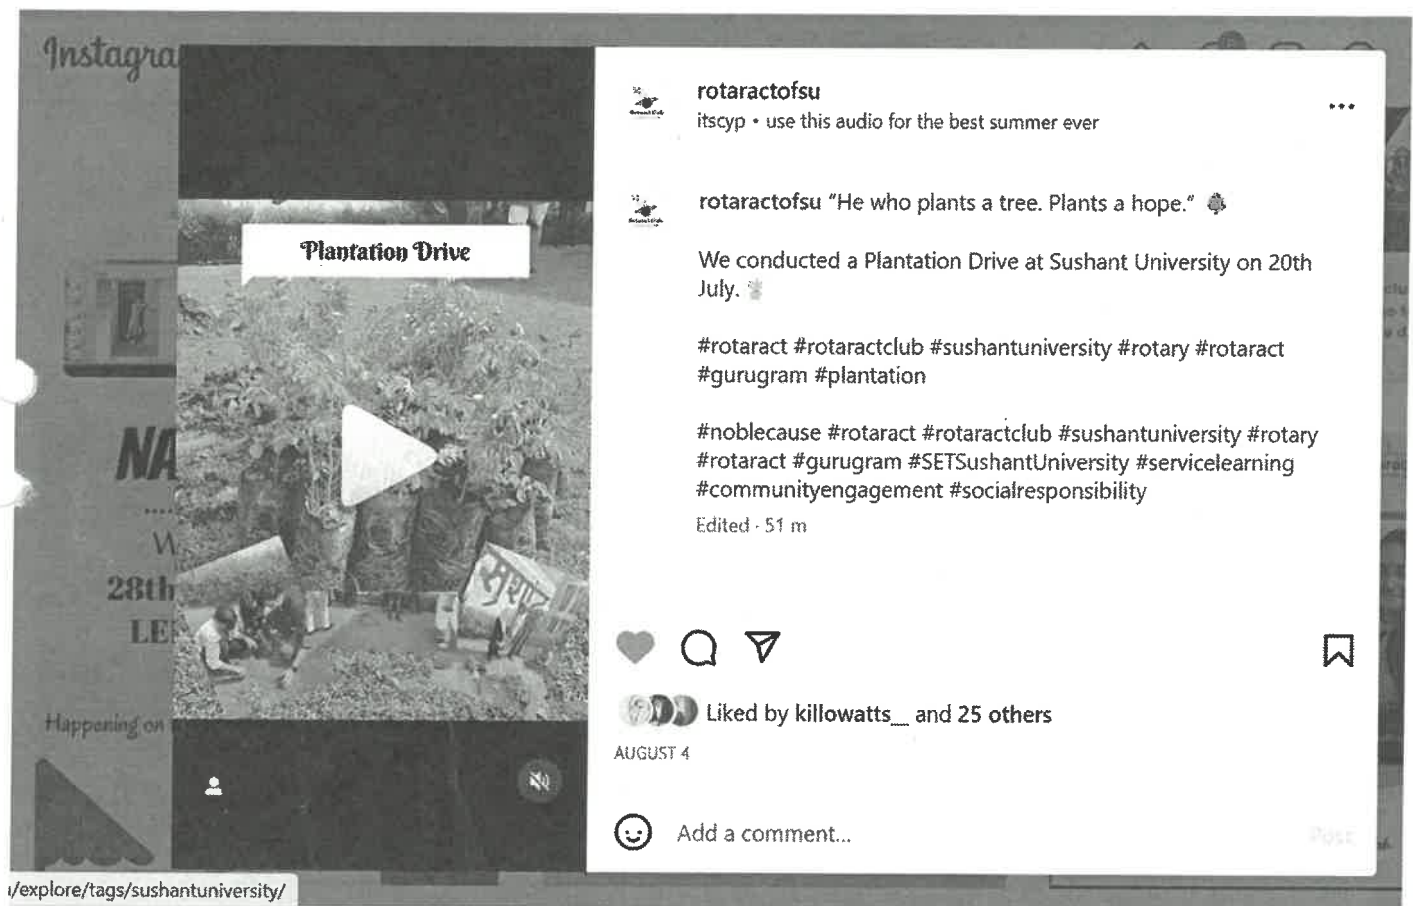 Instagra
rotaractofsu
itscyp • use this audio for the best summer ever
Plantation Drive
rotaractofsu "He who plants a tree. Plants a hope."
We conducted a Plantation Drive at Sushant University on 20th
July.
#rotaract #rotaractclub #sushantuniversity #rotary #rotaract
#gurugram #plantation
#noblecause #rotaract #rotaractclub #sushantuniversity #rotary
#rotaract #gurugram #SETSushantUniversity #servicelearning
#communityengagement #socialresponsibility
Edited · 51 m
NA
W
28th
LE
सुशांत
Happening on
Liked by killowatts__ and 25 others
AUGUST 4
Add a comment...
Post
/explore/tags/sushantuniversity/